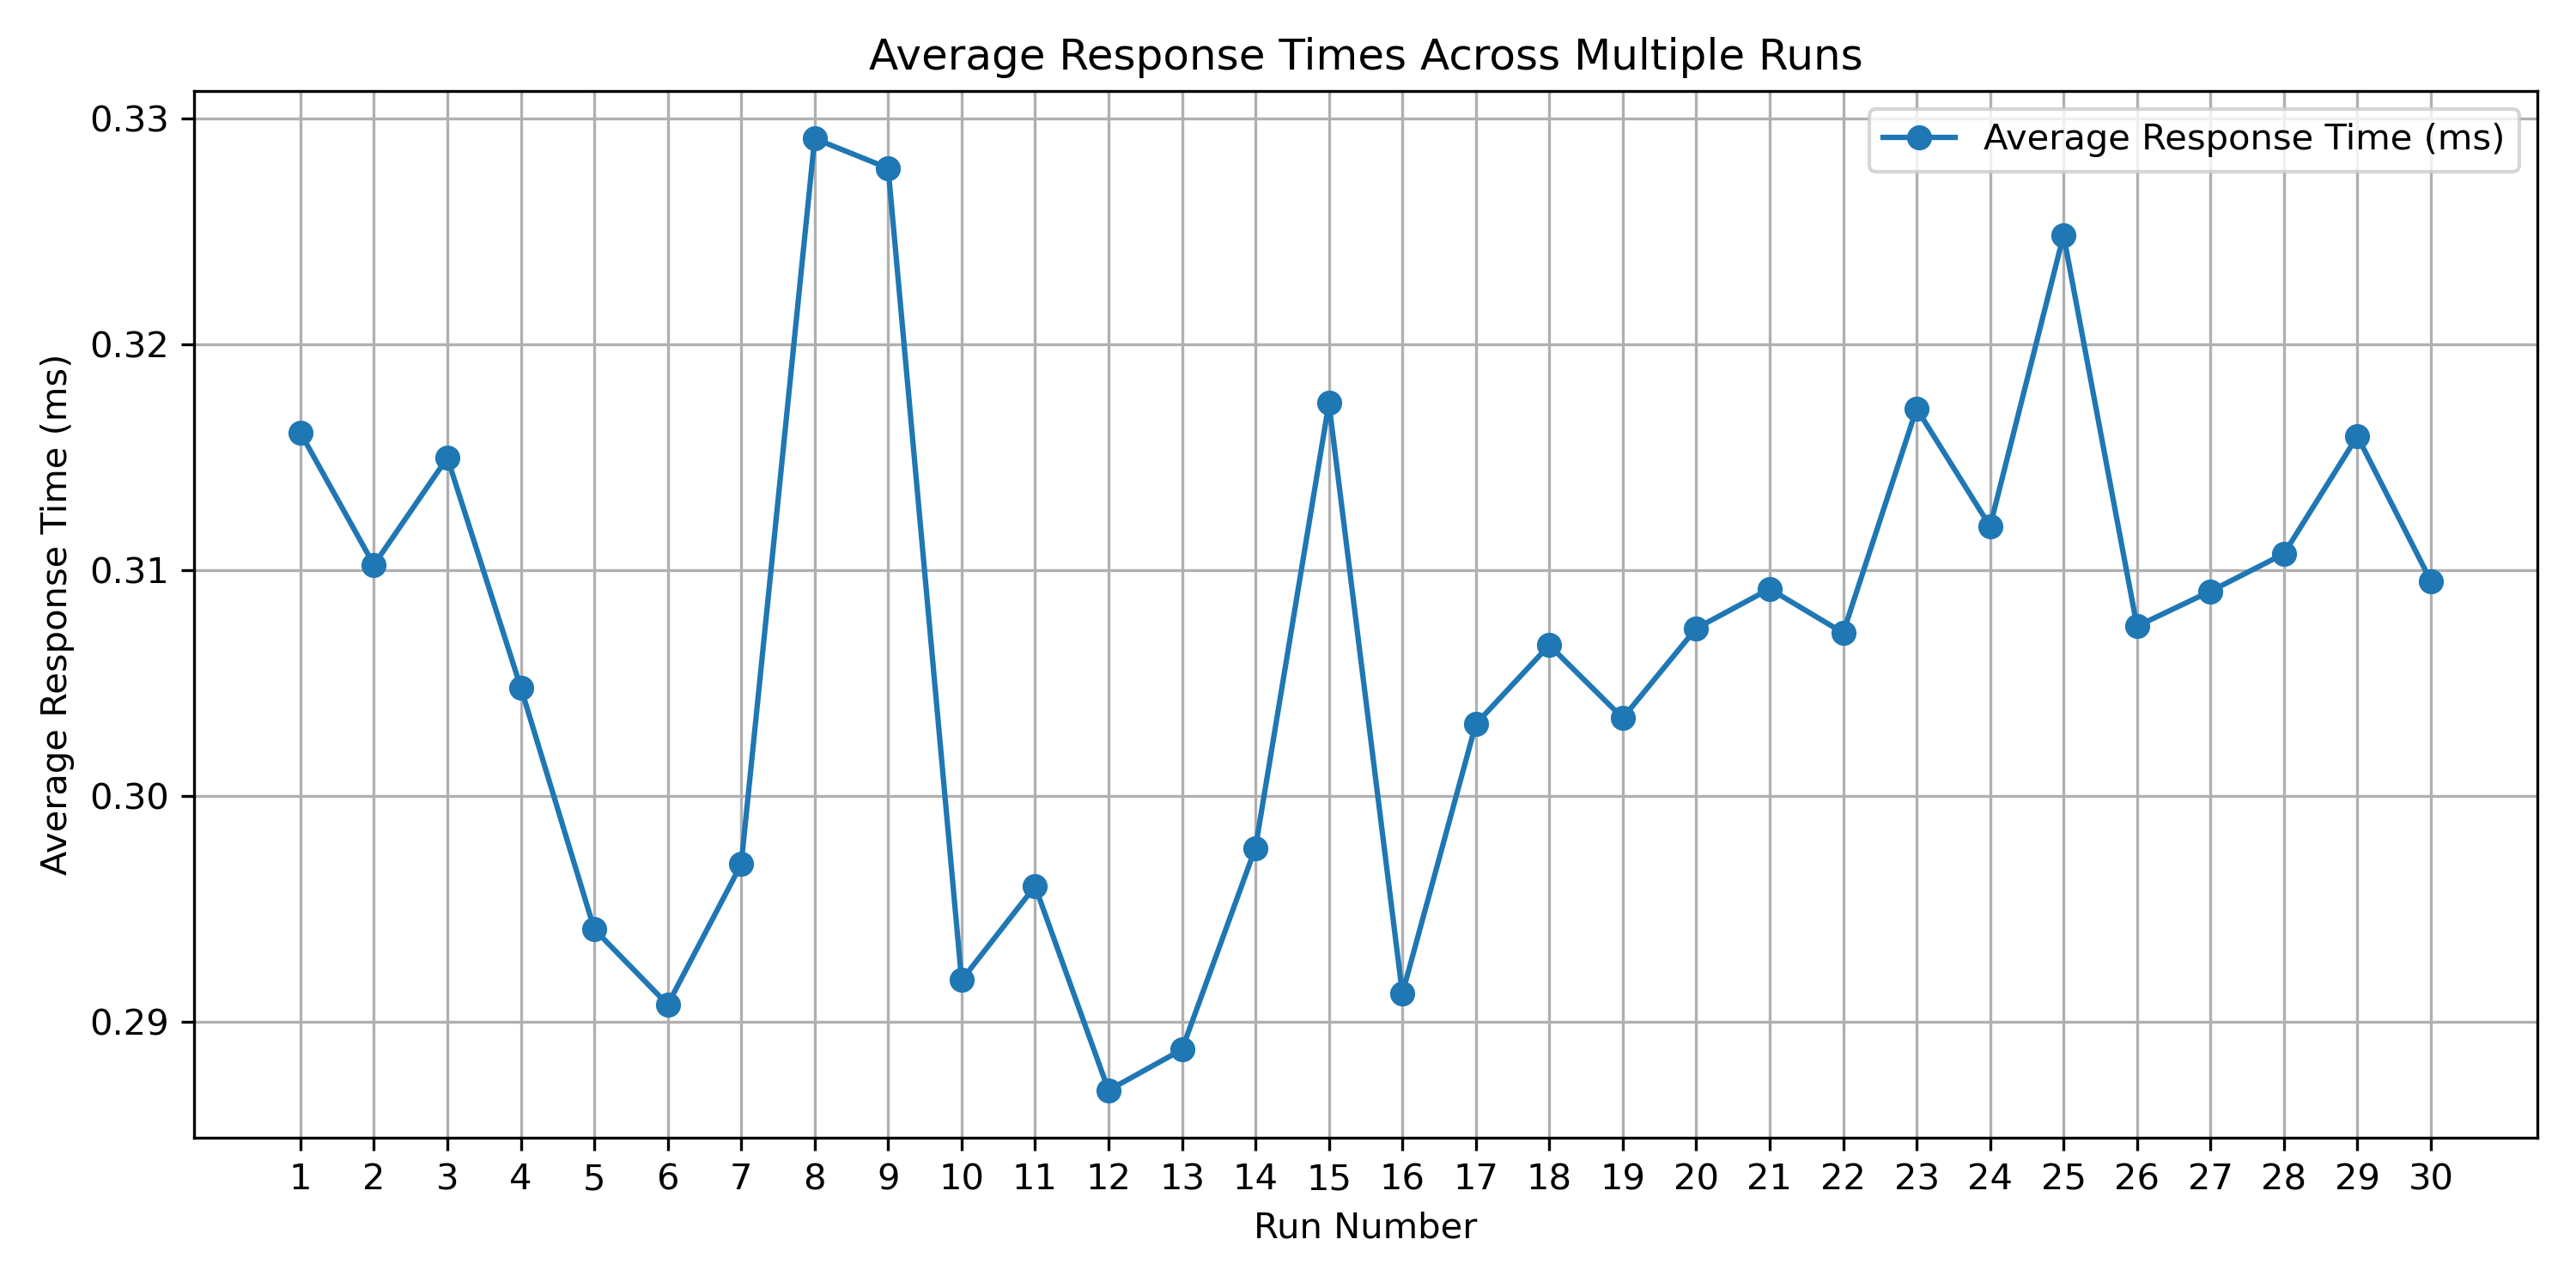 Average Response Times Across Multiple Runs
Average Response Time (ms)
0.33
0.32
0.31
0.30
0.29
Average Response Time (ms)
1 2 3 4 5 6 7 8 9 10 11 12 13 14 15 16 17 18 19 20 21 22 23 24 25 26 27 28 29 30
Run Number